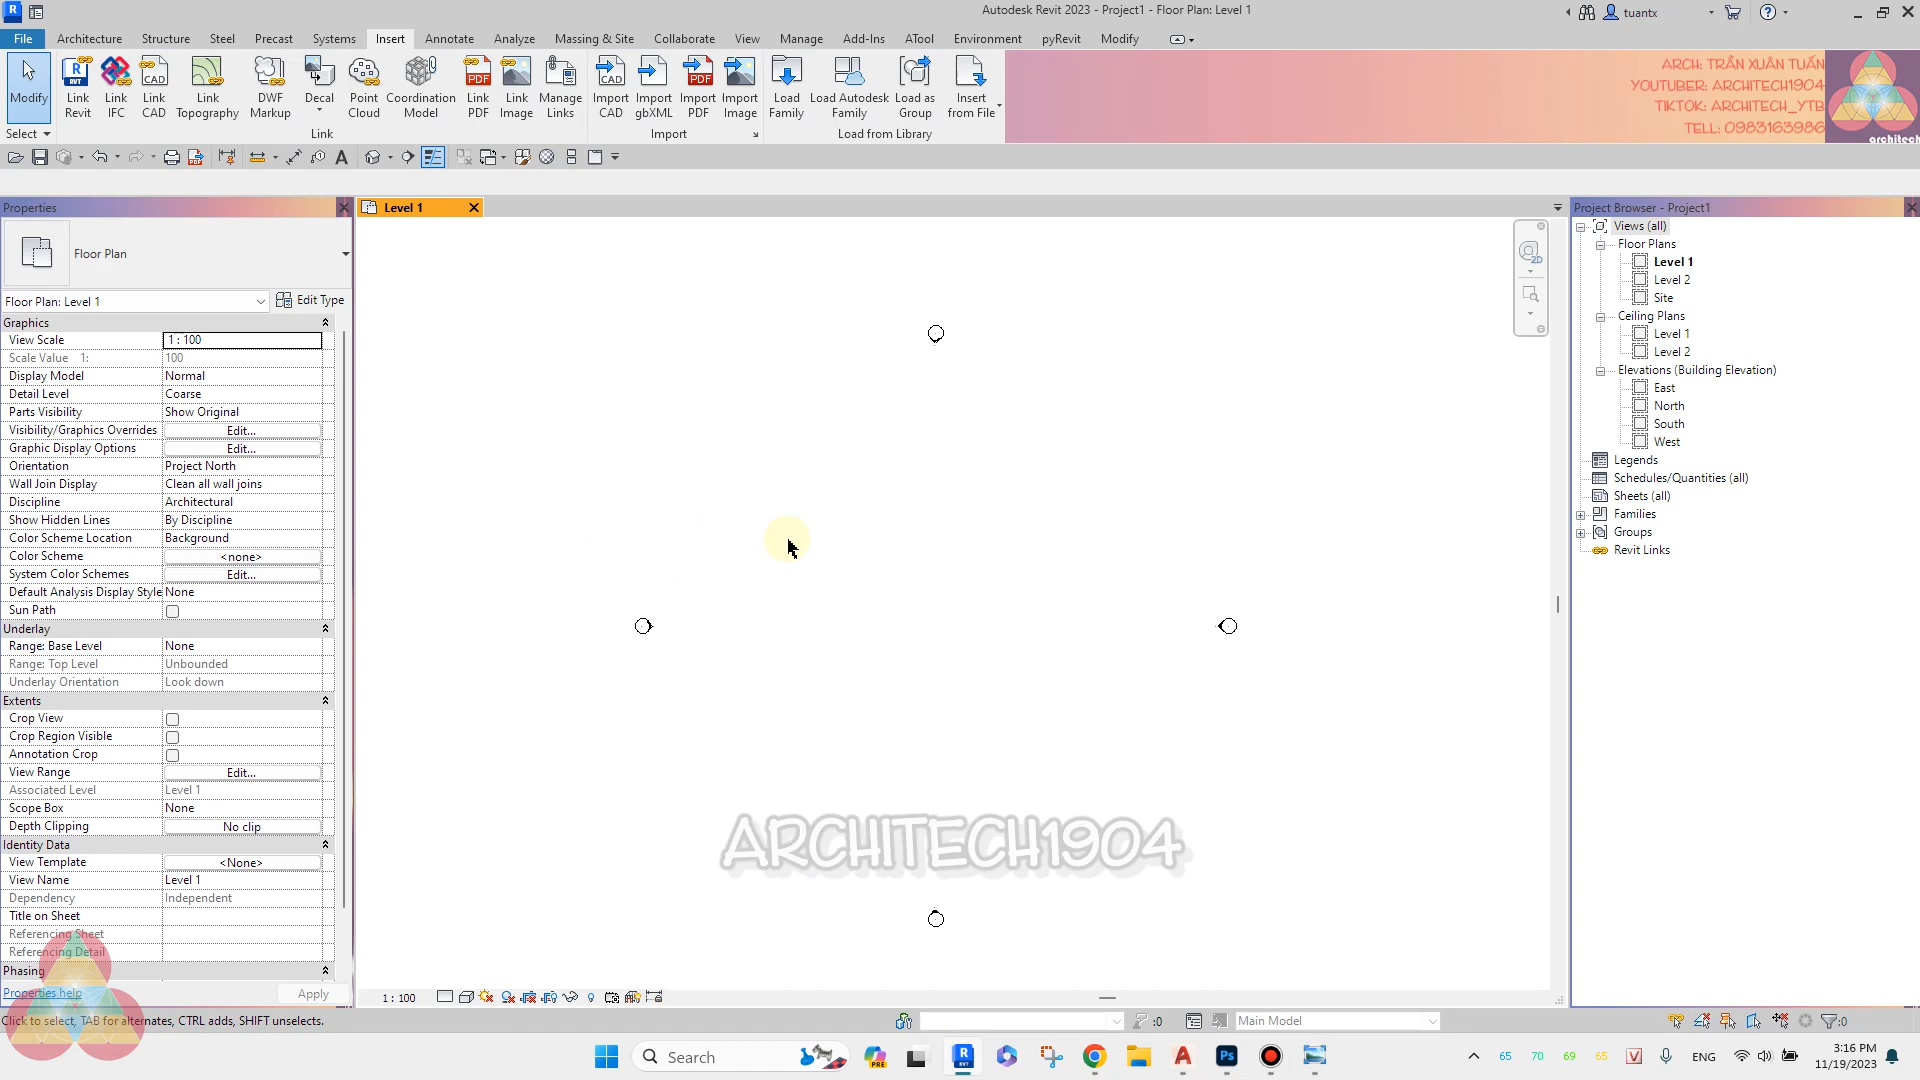 Autodesk Revit 2023 - Project1 - Floor Plan: Level 1
tuantx
File Architecture Structure Steel Precast Systems Insert Annotate Analyze Massing & Site Collaborate View Manage Add-Ins ATool Environment pyRevit Modify
Modify
Link Revit
Link IFC
Link CAD
Link Topography
DWF Markup
Decal
Point Cloud
Coordination Model
Link PDF
Link Image
Manage Links
Import CAD
Import gbXML
Import PDF
Import Image
Load Family
Load Autodesk Family
Load as Group
Insert from File
Select
Link
Import
Load from Library
ARCH: TRẦN XUÂN TUẤN
YOUTUBER: ARCHITECH1904
TIKTOK: ARCHITECH_YTB
TELL: 0983163986
architech
Properties
Floor Plan
Floor Plan: Level 1
Edit Type
Graphics
View Scale 1 : 100
Scale Value 1: 100
Display Model Normal
Detail Level Coarse
Parts Visibility Show Original
Visibility/Graphics Overrides Edit...
Graphic Display Options Edit...
Orientation Project North
Wall Join Display Clean all wall joins
Discipline Architectural
Show Hidden Lines By Discipline
Color Scheme Location Background
Color Scheme <none>
System Color Schemes Edit...
Default Analysis Display Style None
Sun Path
Underlay
Range: Base Level None
Range: Top Level Unbounded
Underlay Orientation Look down
Extents
Crop View
Crop Region Visible
Annotation Crop
View Range Edit...
Associated Level Level 1
Scope Box None
Depth Clipping No clip
Identity Data
View Template <None>
View Name Level 1
Dependency Independent
Title on Sheet
Referencing Sheet
Referencing Detail
Phasing
Properties help
Apply
Level 1
2D
ARCHITECH1904
1 : 100
Project Browser - Project1
Views (all)
Floor Plans
Level 1
Level 2
Site
Ceiling Plans
Level 1
Level 2
Elevations (Building Elevation)
East
North
South
West
Legends
Schedules/Quantities (all)
Sheets (all)
Families
Groups
Revit Links
Click to select, TAB for alternates, CTRL adds, SHIFT unselects.
:0
Main Model
:0
Search
65 70 69 65
ENG
3:16 PM
11/19/2023